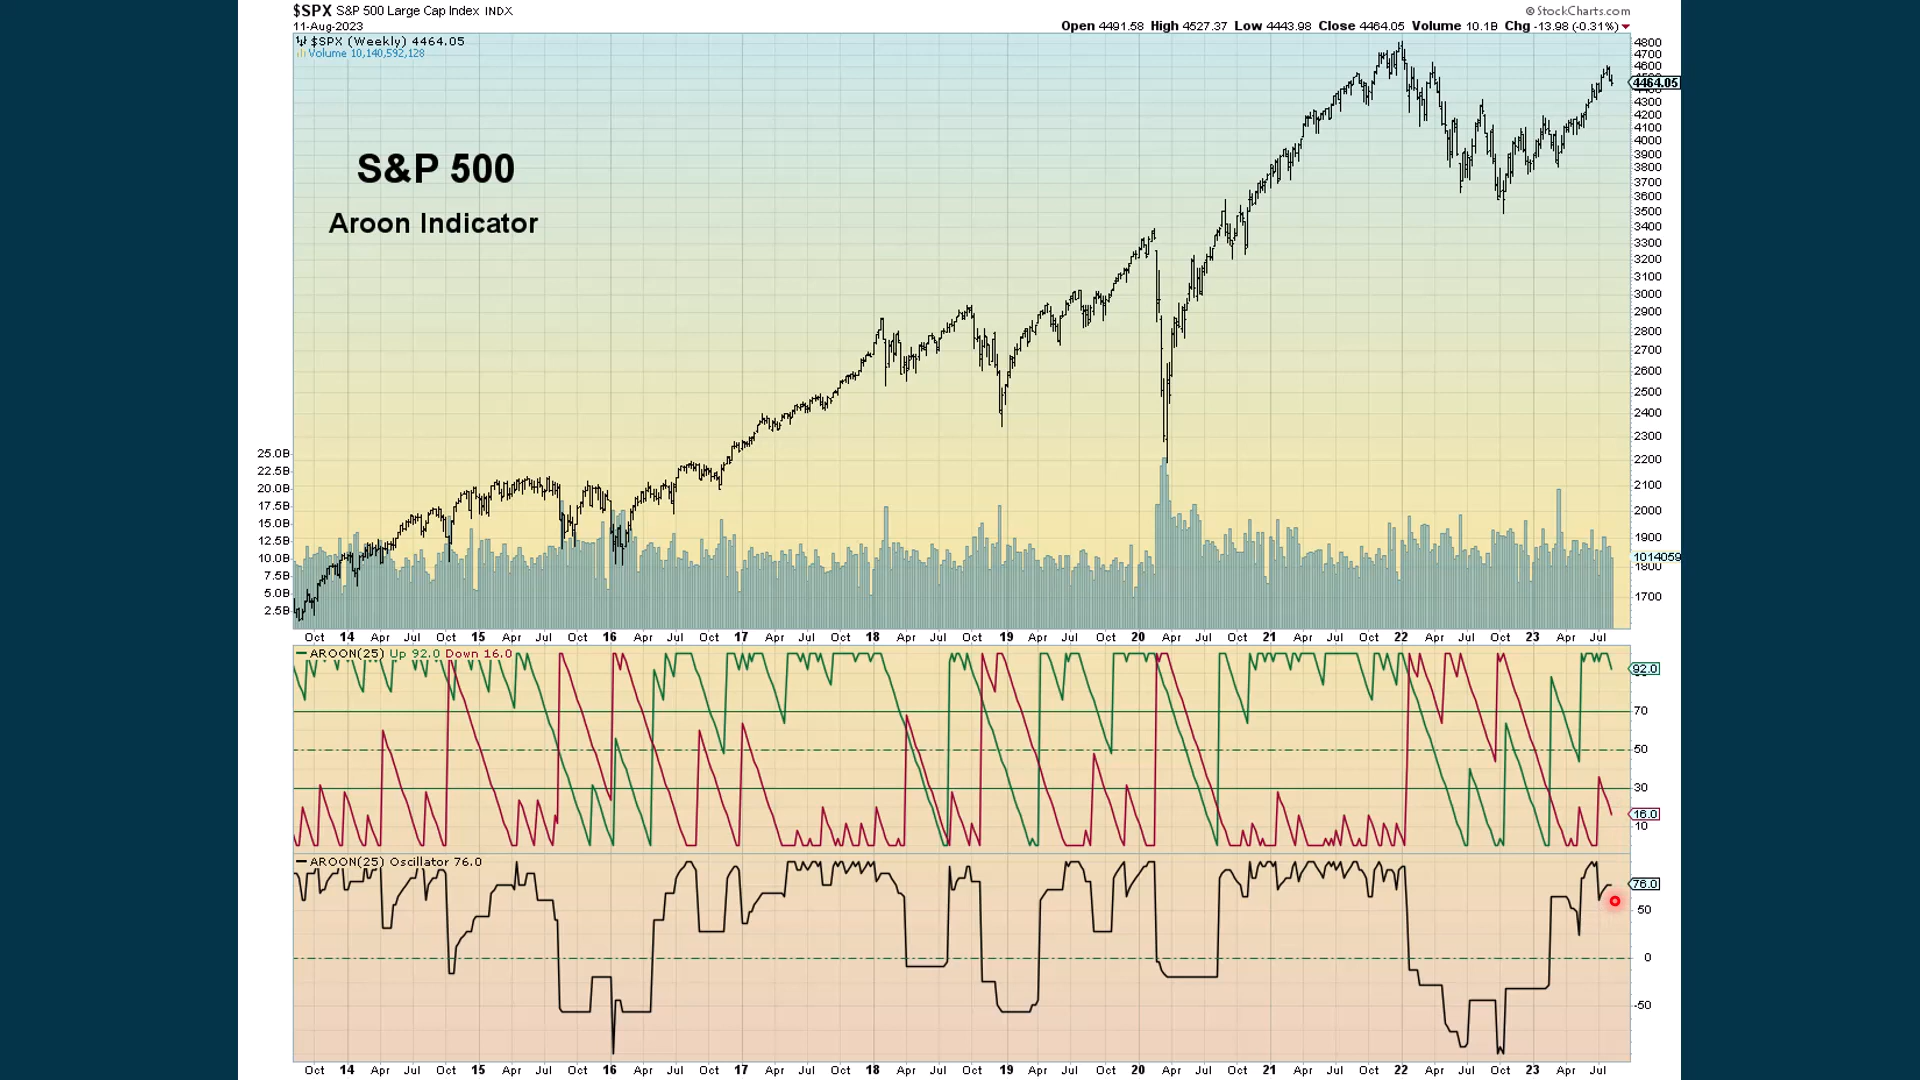 $SPX S&P 500 Large Cap Index INDX
© StockCharts.com
11-Aug-2023
Open 4491.58 High 4527.37 Low 4443.98 Close 4464.05 Volume 10.1B Chg -13.98 (-0.31%)
$SPX (Weekly) 4464.05
Volume 10,140,592,128
S&P 500
Aroon Indicator
4800
4700
4600
4464.05
4300
4200
4100
4000
3900
3800
3700
3600
3500
3400
3300
3200
3100
3000
2900
2800
2700
2600
2500
2400
2300
2200
2100
2000
1900
1014059
1800
1700
25.0B
22.5B
20.0B
17.5B
15.0B
12.5B
10.0B
7.5B
5.0B
2.5B
Oct 14 Apr Jul Oct 15 Apr Jul Oct 16 Apr Jul Oct 17 Apr Jul Oct 18 Apr Jul Oct 19 Apr Jul Oct 20 Apr Jul Oct 21 Apr Jul Oct 22 Apr Jul Oct 23 Apr Jul
AROON(25) Up 92.0 Down 16.0
92.0
70
50
30
16.0
10
AROON(25) Oscillator 76.0
76.0
50
0
-50
Oct 14 Apr Jul Oct 15 Apr Jul Oct 16 Apr Jul Oct 17 Apr Jul Oct 18 Apr Jul Oct 19 Apr Jul Oct 20 Apr Jul Oct 21 Apr Jul Oct 22 Apr Jul Oct 23 Apr Jul